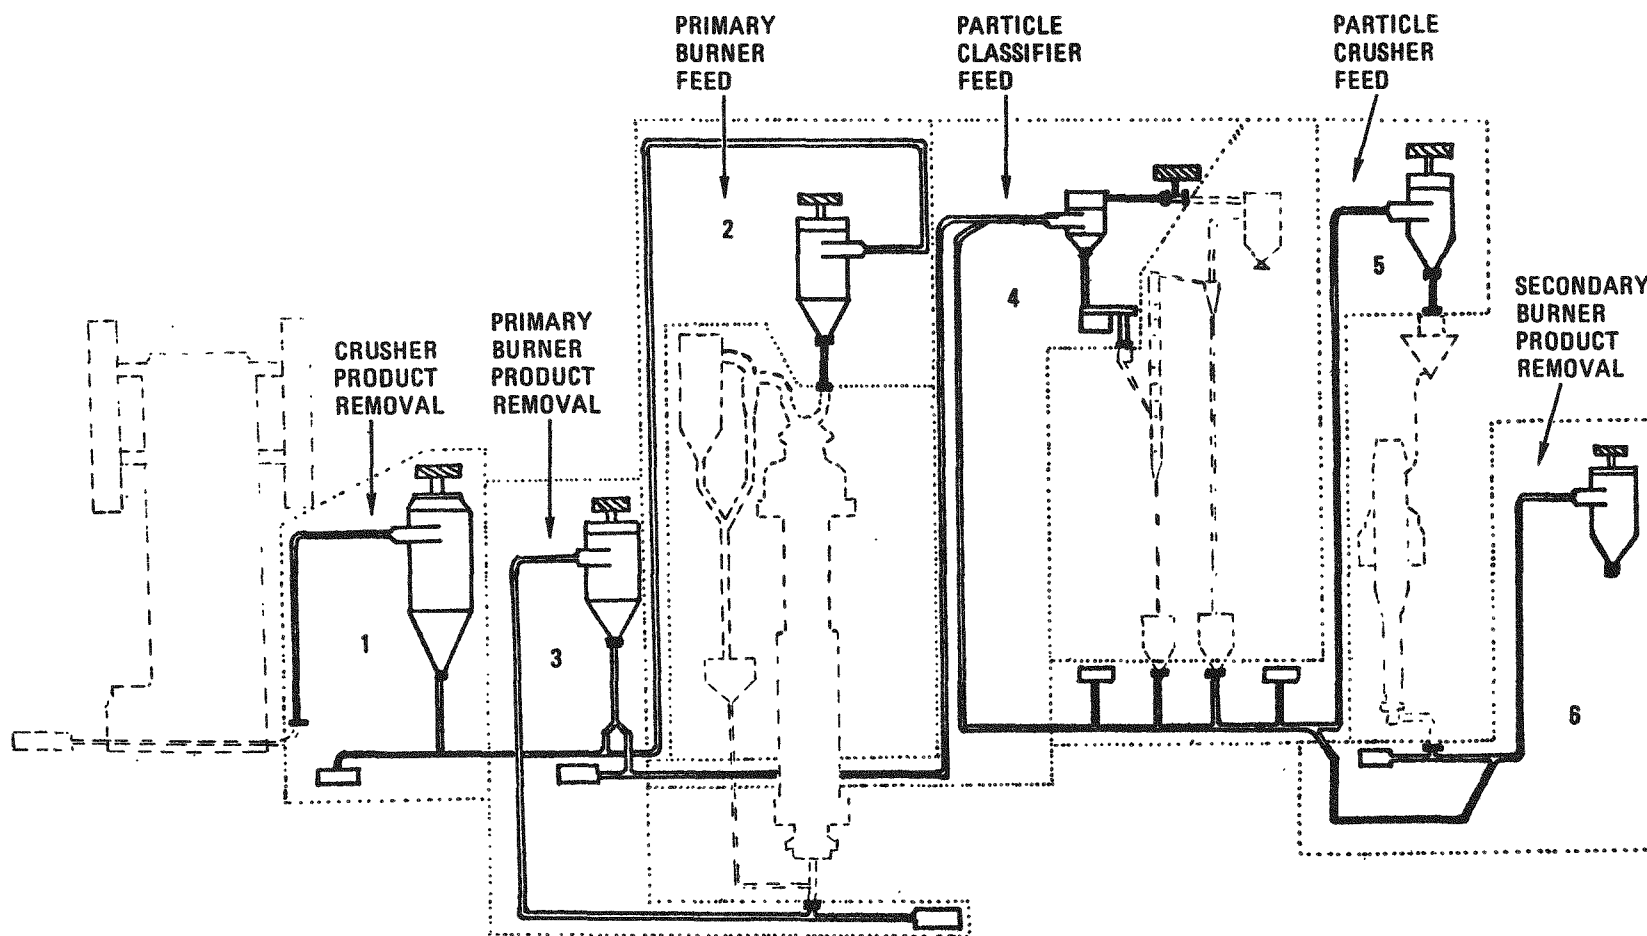 PRIMARY
BURNER
FEED
PARTICLE
CLASSIFIER
FEED
PARTICLE
CRUSHER
FEED
2
4
5
SECONDARY
BURNER
PRODUCT
REMOVAL
CRUSHER
PRODUCT
REMOVAL
PRIMARY
BURNER
PRODUCT
REMOVAL
1
3
6